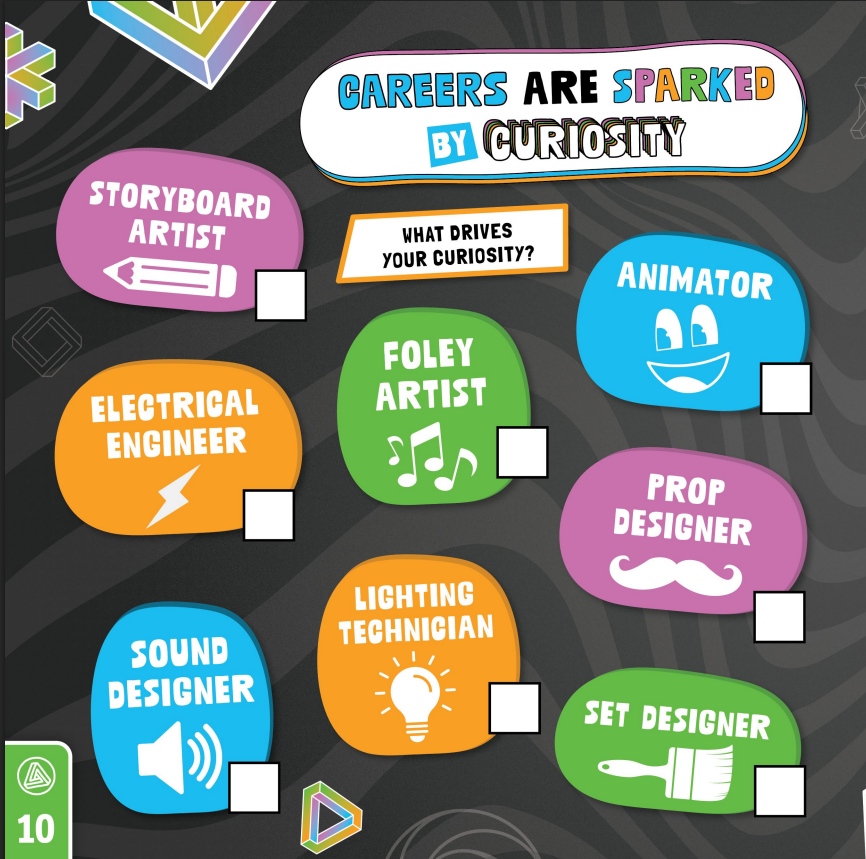 CAREERS ARE SPARKED
BY CURIOSITY
STORYBOARD
ARTIST
WHAT DRIVES
YOUR CURIOSITY?
ANIMATOR
FOLEY
ARTIST
ELECTRICAL
ENGINEER
PROP
DESIGNER
LIGHTING
TECHNICIAN
SOUND
DESIGNER
SET DESIGNER
10